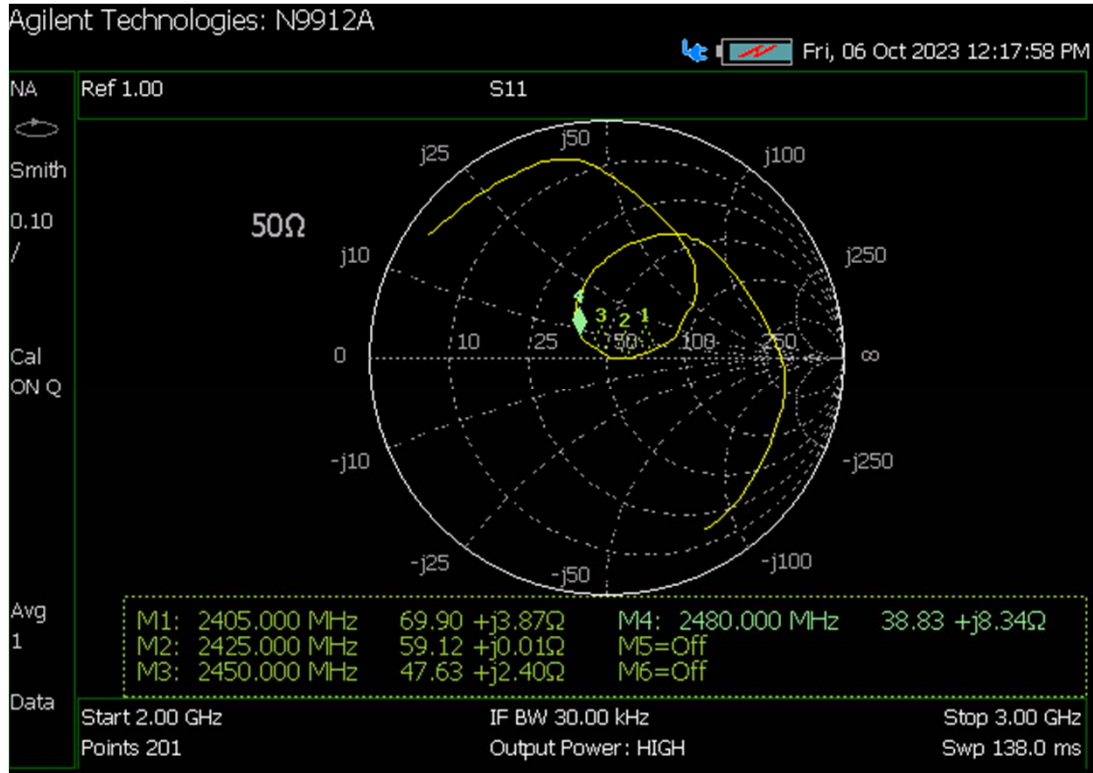 Agilent Technologies: N9912A
Fri, 06 Oct 2023 12:17:58 PM
NA
Ref 1.00
S11
Smith
0.10
/
Cal
ON Q
Avg
1
Data
50Ω
j50
j25
j100
j10
j250
4
3
2
1
0
10
25
50
100
250
∞
-j10
-j250
-j25
-j50
-j100
M1: 2405.000 MHz 69.90 +j3.87Ω M4: 2480.000 MHz 38.83 +j8.34Ω
M2: 2425.000 MHz 59.12 +j0.01Ω M5=Off
M3: 2450.000 MHz 47.63 +j2.40Ω M6=Off
Start 2.00 GHz IF BW 30.00 kHz Stop 3.00 GHz
Points 201 Output Power: HIGH Swp 138.0 ms